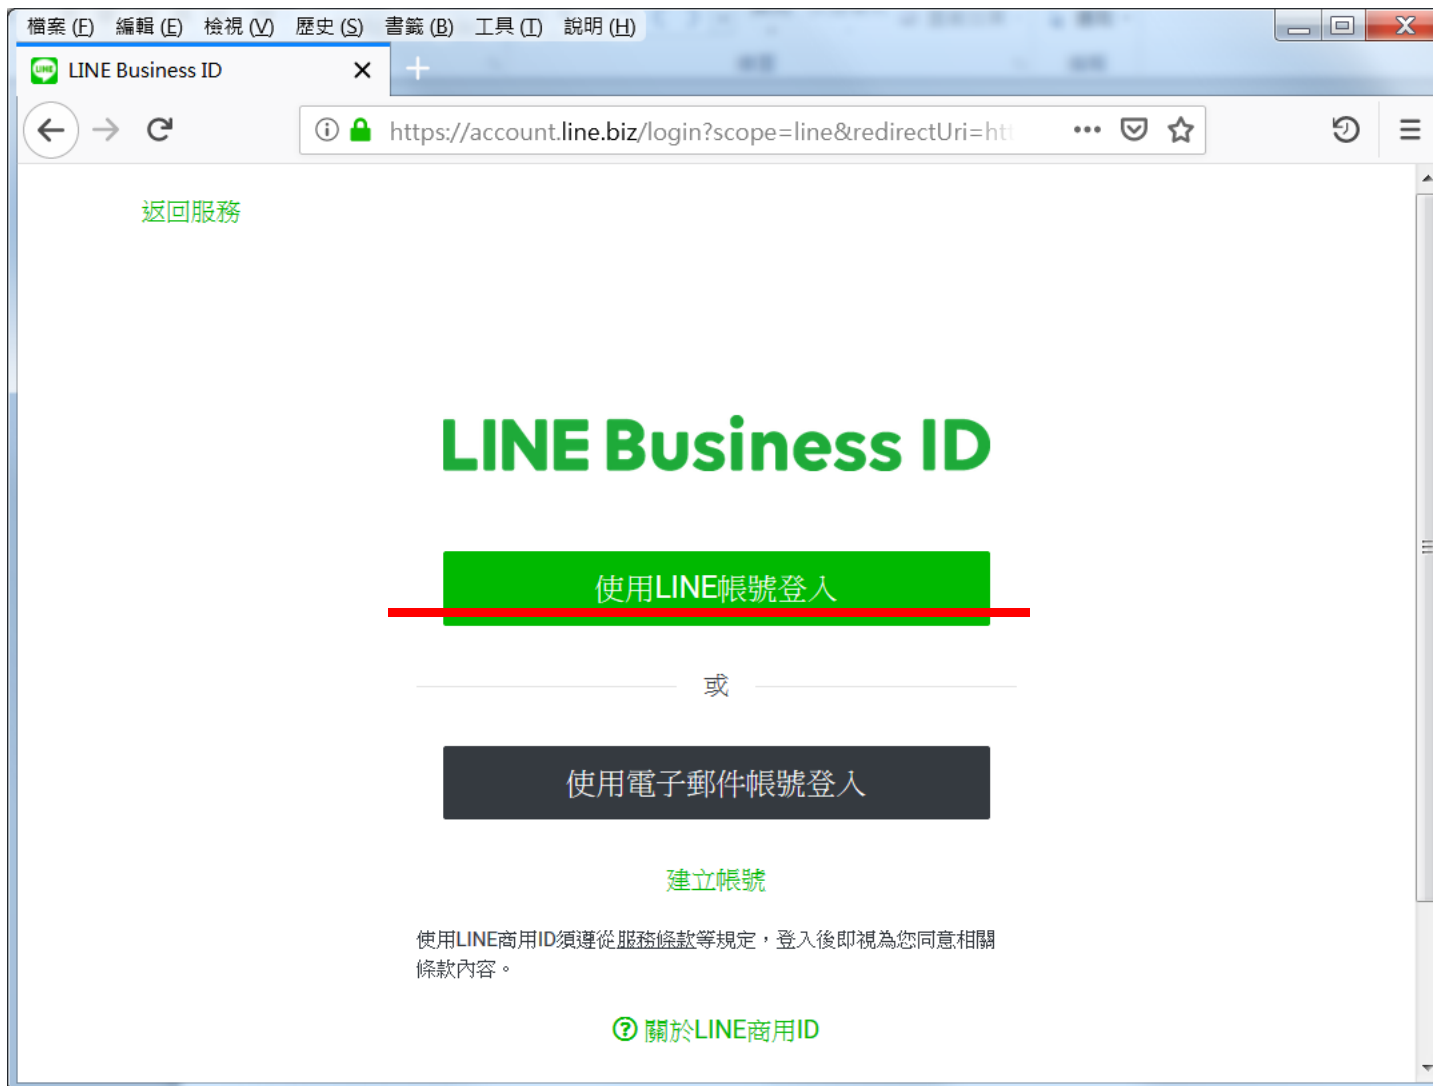 檔案 (F) 編輯 (E) 檢視 (V) 歷史 (S) 書籤 (B) 工具 (T) 說明 (H)
LINE Business ID
https://account.line.biz/login?scope=line&redirectUri=htt
返回服務
LINE Business ID
使用LINE帳號登入
或
使用電子郵件帳號登入
建立帳號
使用LINE商用ID須遵從服務條款等規定，登入後即視為您同意相關
條款內容。
關於LINE商用ID